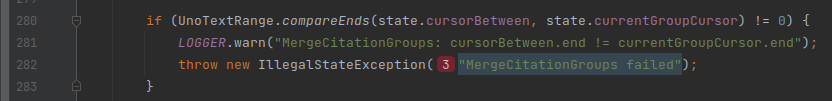 280 if (UnoTextRange.compareEnds(state.cursorBetween, state.currentGroupCursor) != 0) {
281 LOGGER.warn("MergeCitationGroups: cursorBetween.end != currentGroupCursor.end");
282 throw new IllegalStateException( 3 "MergeCitationGroups failed");
283 }